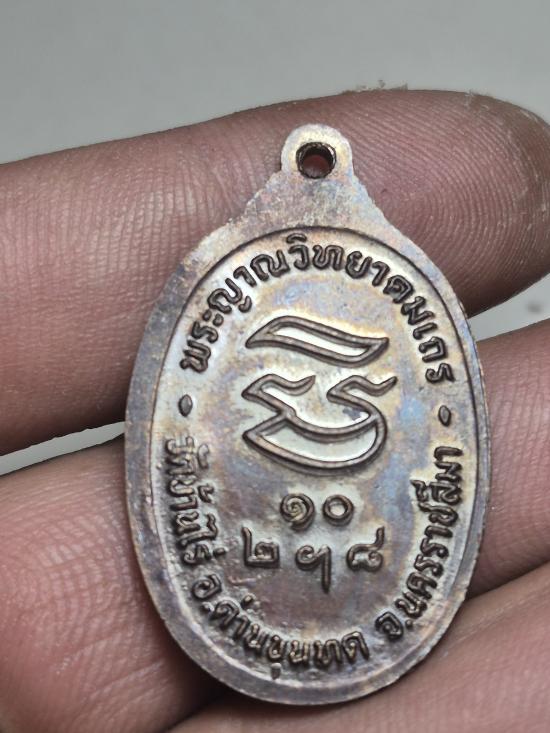 พระญาณวิทยาคมเถร
๑๐
๒ ฯ ๘
วัดบ้านไร่ อ.ด่านขุนทด จ.นครราชสีมา